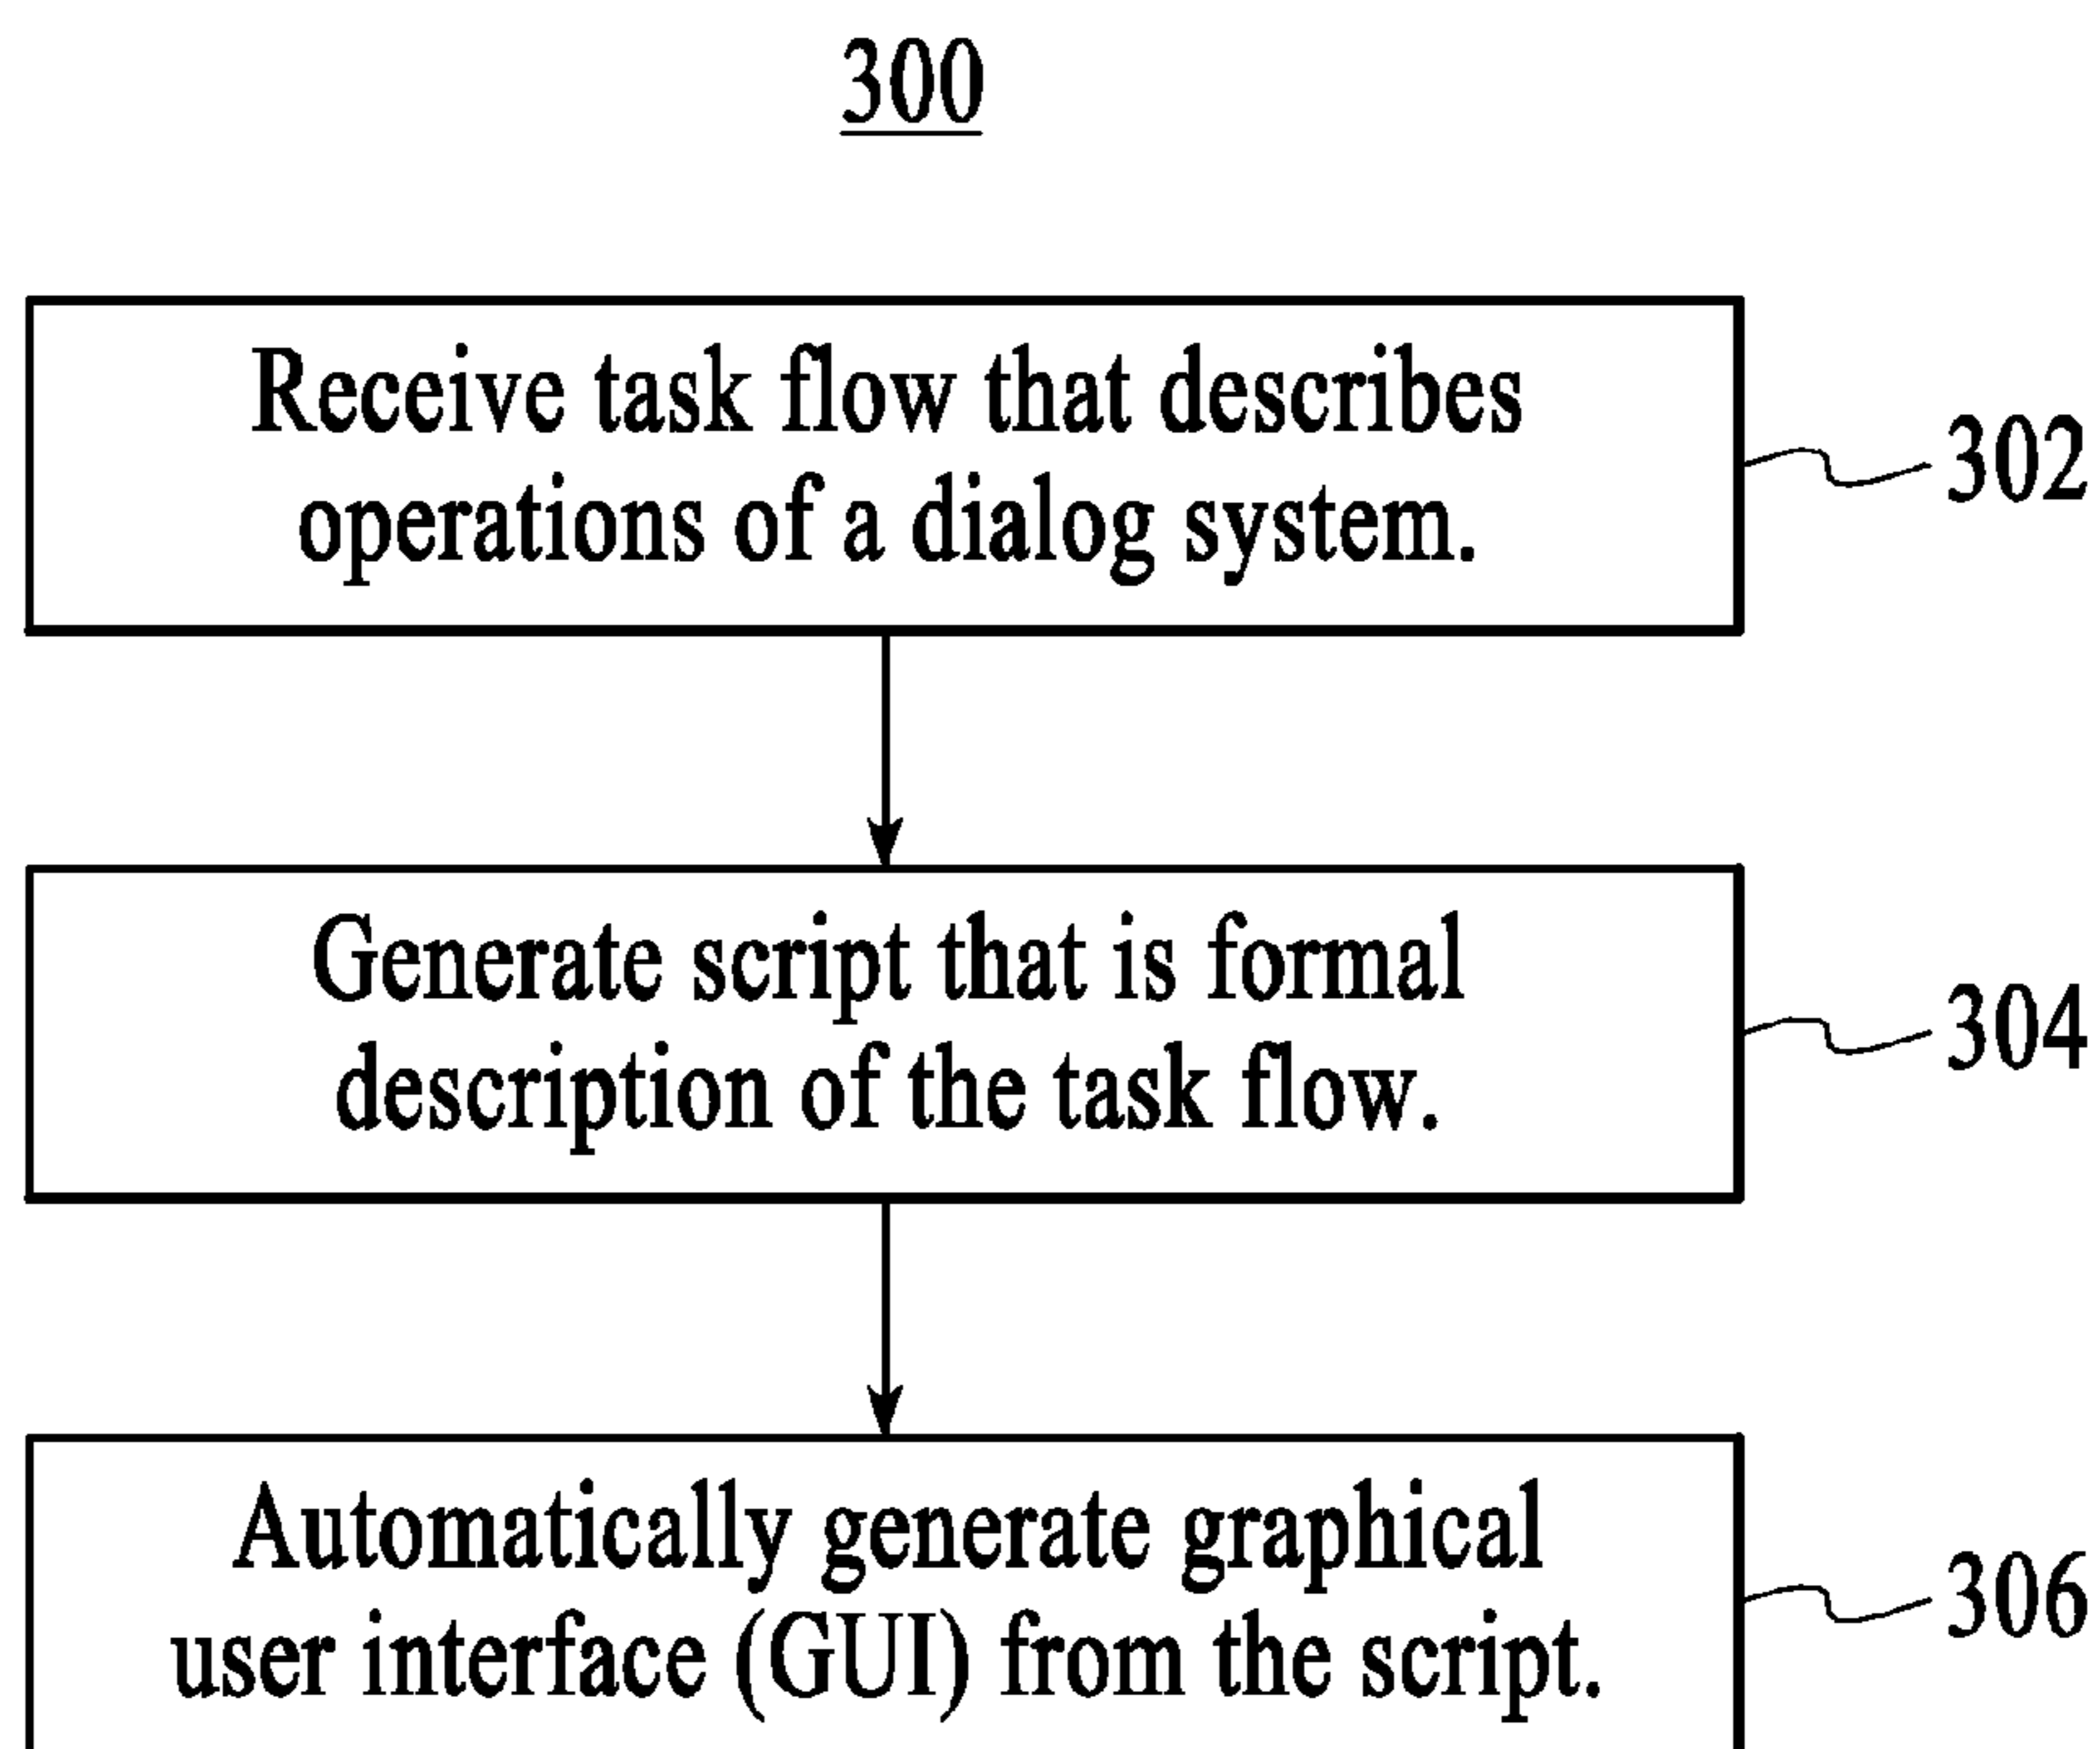 300
Receive task flow that describes
operations of a dialog system.
302
Generate script that is formal
description of the task flow.
304
Automatically generate graphical
user interface (GUI) from the script.
306